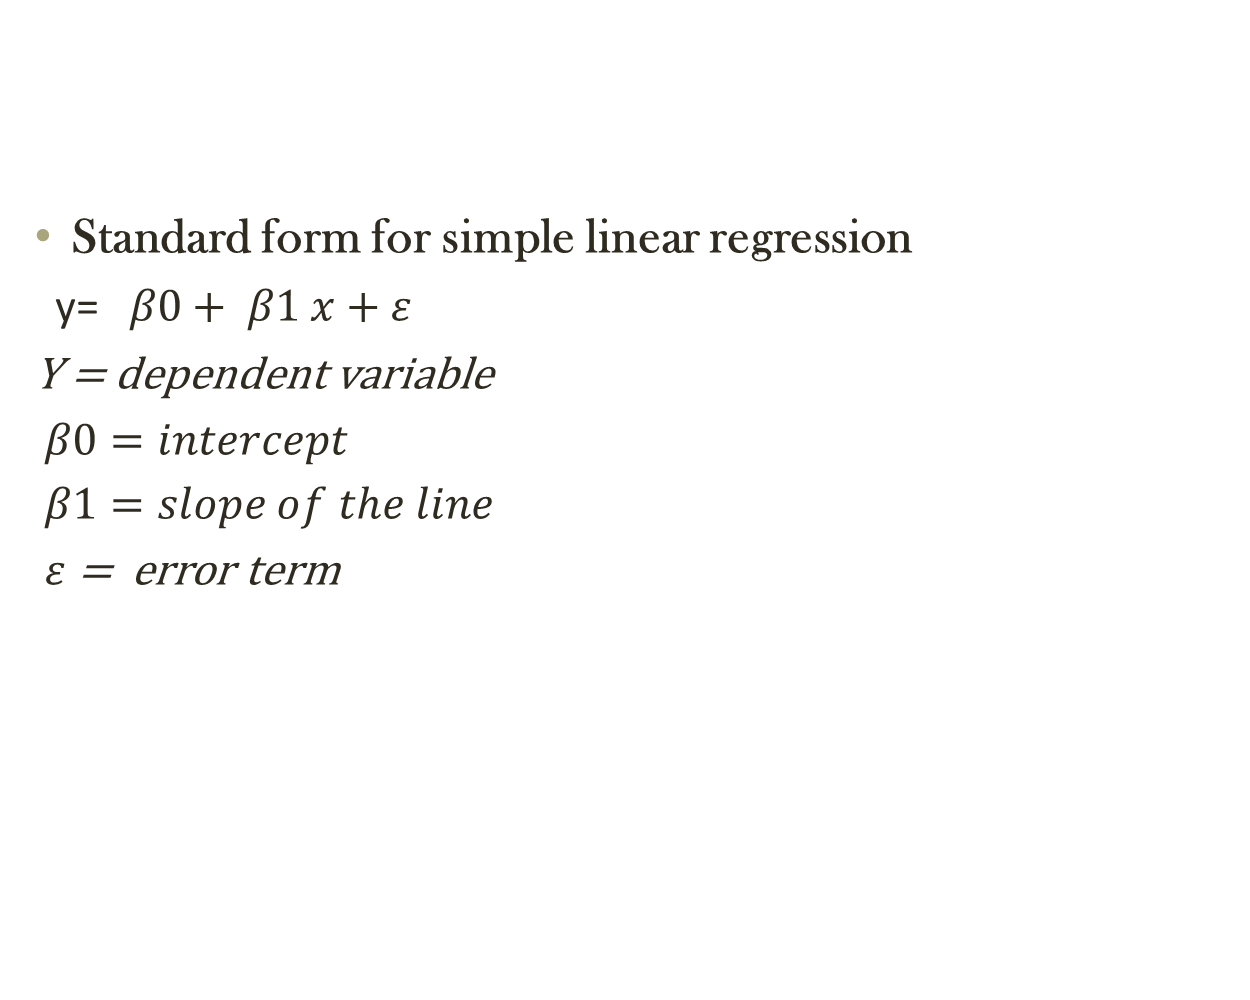 • Standard form for simple linear regression
y= β0 + β1 x + ε
Y = dependent variable
β0 = intercept
β1 = slope of the line
ε = error term